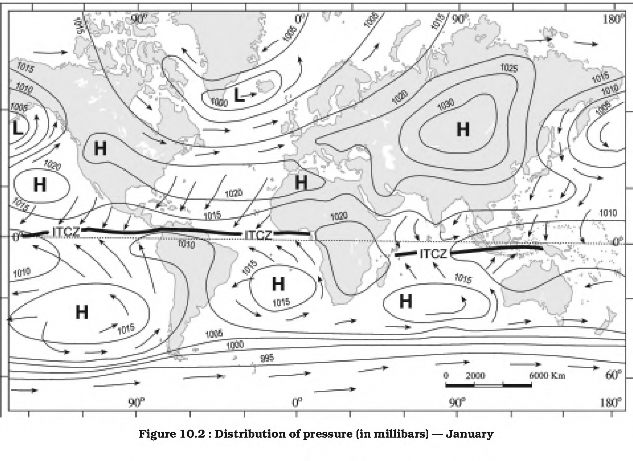 90° 0° 90° 180°
1015 1005 1005 1015
1015 1025 1015
1010 1020 1010
1005 L 1000 1030 1005
L H H
1020 H H
1015 1020 1015 1020 1010
0° ITCZ ITCZ 0°
1010 ITCZ
1010 1015 1015
H H H
1015 1015
1005
1000
995
0 2000 6000 Km 60°
90° 0° 90° 180°
Figure 10.2 : Distribution of pressure (in millibars) — January